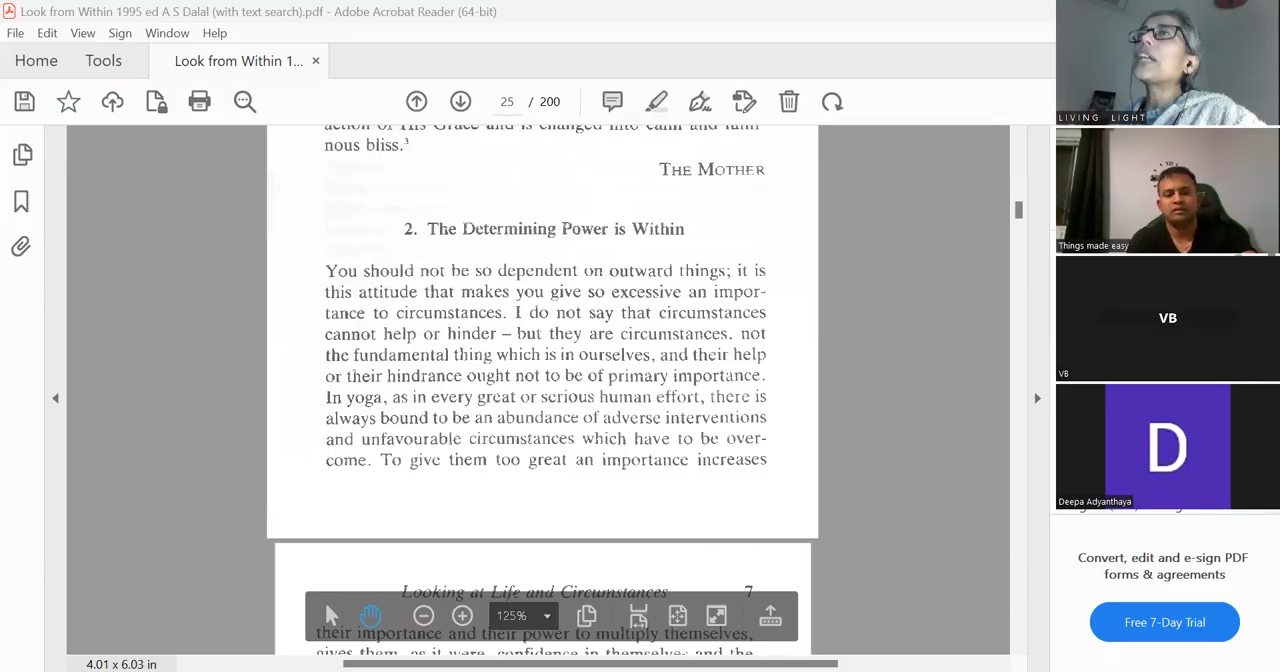 Look from Within 1995 ed A S Dalal (with text search).pdf - Adobe Acrobat Reader (64-bit)
File Edit View Sign Window Help
Home Tools Look from Within 1... ×
25 / 200
action of His Grace and is changed into calm and lumi-
nous bliss.³
THE MOTHER
2. The Determining Power is Within
You should not be so dependent on outward things; it is
this attitude that makes you give so excessive an impor-
tance to circumstances. I do not say that circumstances
cannot help or hinder – but they are circumstances, not
the fundamental thing which is in ourselves, and their help
or their hindrance ought not to be of primary importance.
In yoga, as in every great or serious human effort, there is
always bound to be an abundance of adverse interventions
and unfavourable circumstances which have to be over-
come. To give them too great an importance increases
Looking at Life and Circumstances 7
125%
their importance and their power to multiply themselves,
gives them, as it were, confidence in themselves and the
4.01 x 6.03 in
LIVING LIGHT
Things made easy
VB
VB
D
Deepa Adyanthaya
Convert, edit and e-sign PDF
forms & agreements
Free 7-Day Trial